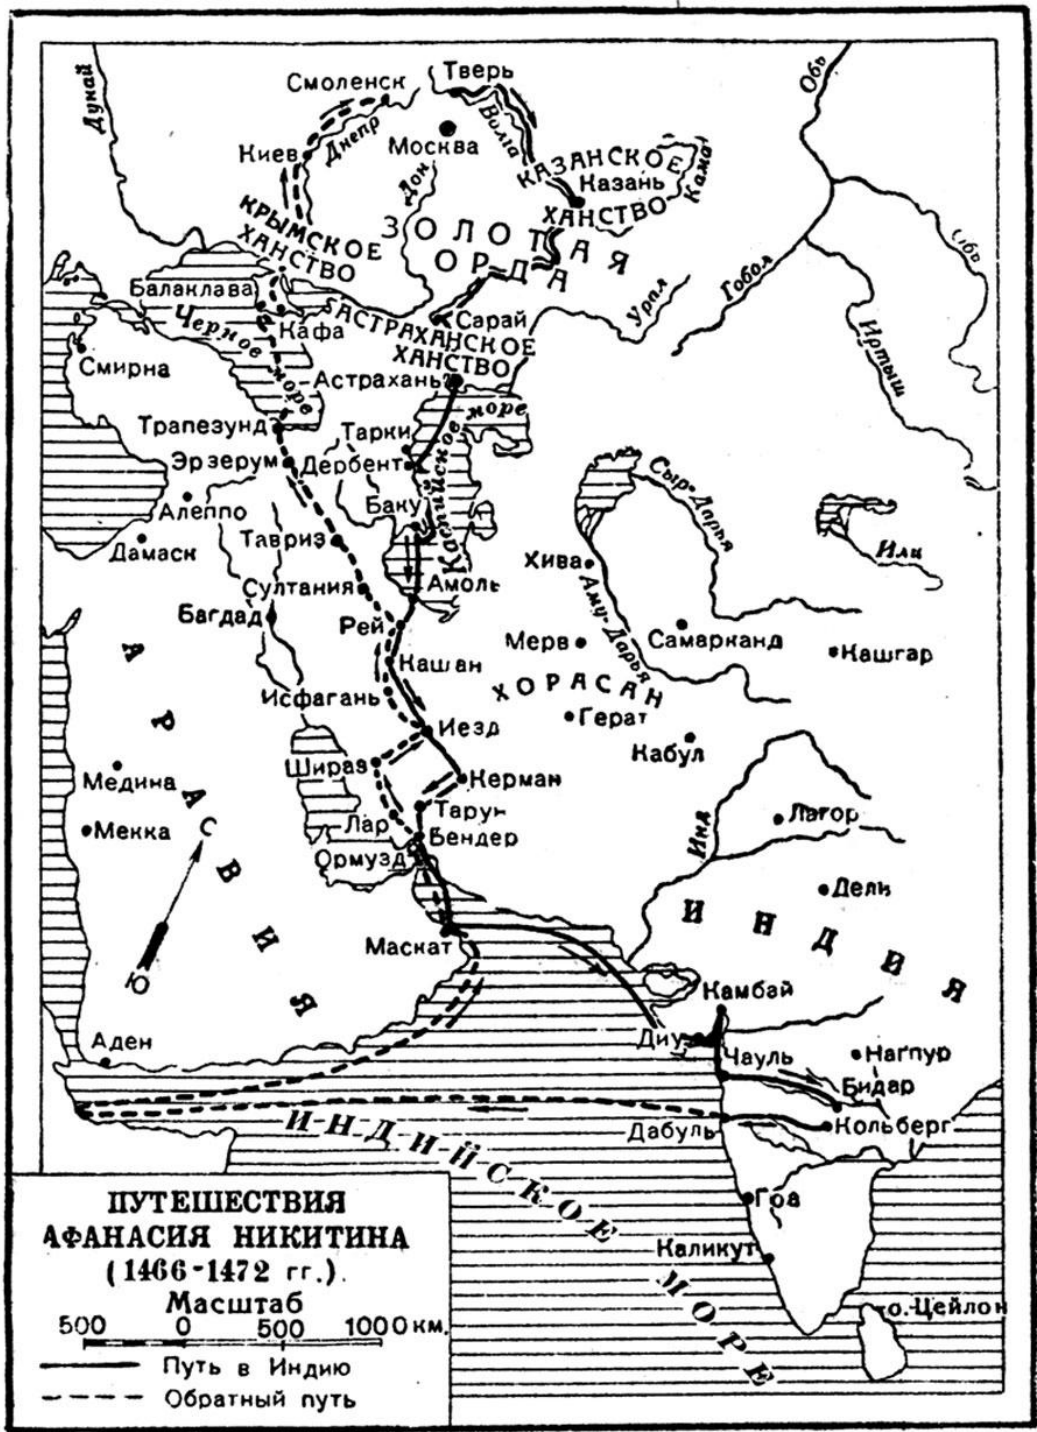 Дунай
Обь
Смоленск
Тверь
Волга
Днепр
Москва
Киев
КАЗАНСКОЕ
Казань
ХАНСТВО
Кама
Дон
КРЫМСКОЕ
ХАНСТВО
ЗОЛОТАЯ
ОРДА
Балаклава
Кафа
Сарай
Урал
Тобол
Иртыш
АСТРАХАНСКОЕ
ХАНСТВО
Черное море
Смирна
Астрахань
Каспийское море
Трапезунд
Тарки
Эрзерум
Дербент
Сыр-Дарья
Алеппо
Баку
Дамаск
Тавриз
Или
Хива
Султания
Амоль
Аму-Дарья
Багдад
Рей
Мерв
Самарканд
Кашан
Кашгар
ХОРАСАН
Исфагань
Герат
Иезд
Кабул
Шираз
Керман
Медина
Тарун
Лагор
Инд
Мекка
Лар
Бендер
Ормузд
АРАВИЯ
С
Ю
Дели
ИНДИЯ
Маскат
Камбай
Диу
Аден
Чауль
Нагпур
Бидар
Дабуль
Кольберг
ИНДИЙСКОЕ МОРЕ
Гоа
Каликут
о. Цейлон
ПУТЕШЕСТВИЯ
АФАНАСИЯ НИКИТИНА
(1466-1472 гг.).
Масштаб
500 0 500 1000 км.
Путь в Индию
Обратный путь